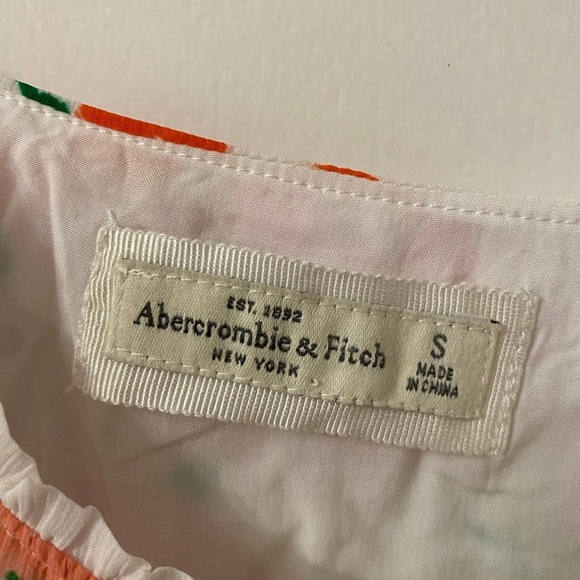 EST. 1892
Abercrombie & Fitch
NEW YORK
S
MADE
IN CHINA